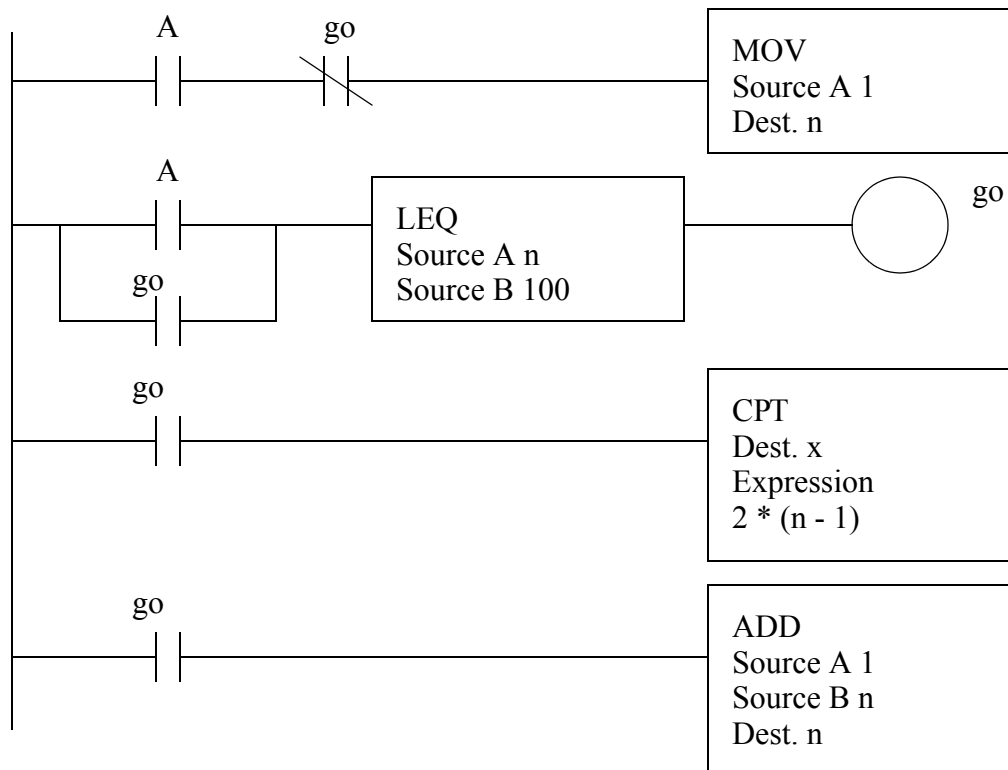 A
go
MOV
Source A 1
Dest. n
A
go
LEQ
Source A n
Source B 100
go
go
CPT
Dest. x
Expression
2 * (n - 1)
go
ADD
Source A 1
Source B n
Dest. n